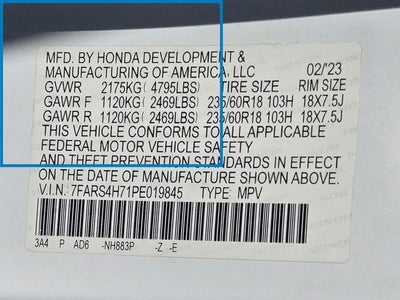 MFD. BY HONDA DEVELOPMENT &
MANUFACTURING OF AMERICA, LLC 02/'23
GVWR 2175KG(4795LBS) TIRE SIZE RIM SIZE
GAWR F 1120KG(2469LBS) 235/60R18 103H 18X7.5J
GAWR R 1120KG(2469LBS) 235/60R18 103H 18X7.5J
THIS VEHICLE CONFORMS TO ALL APPLICABLE
FEDERAL MOTOR VEHICLE SAFETY
AND THEFT PREVENTION STANDARDS IN EFFECT
ON THE DATE OF MANUFACTURE SHOWN ABOVE.
V.I.N.: 7FARS4H71PE019845 TYPE: MPV
3A4 P AD6 -NH883P -Z -E